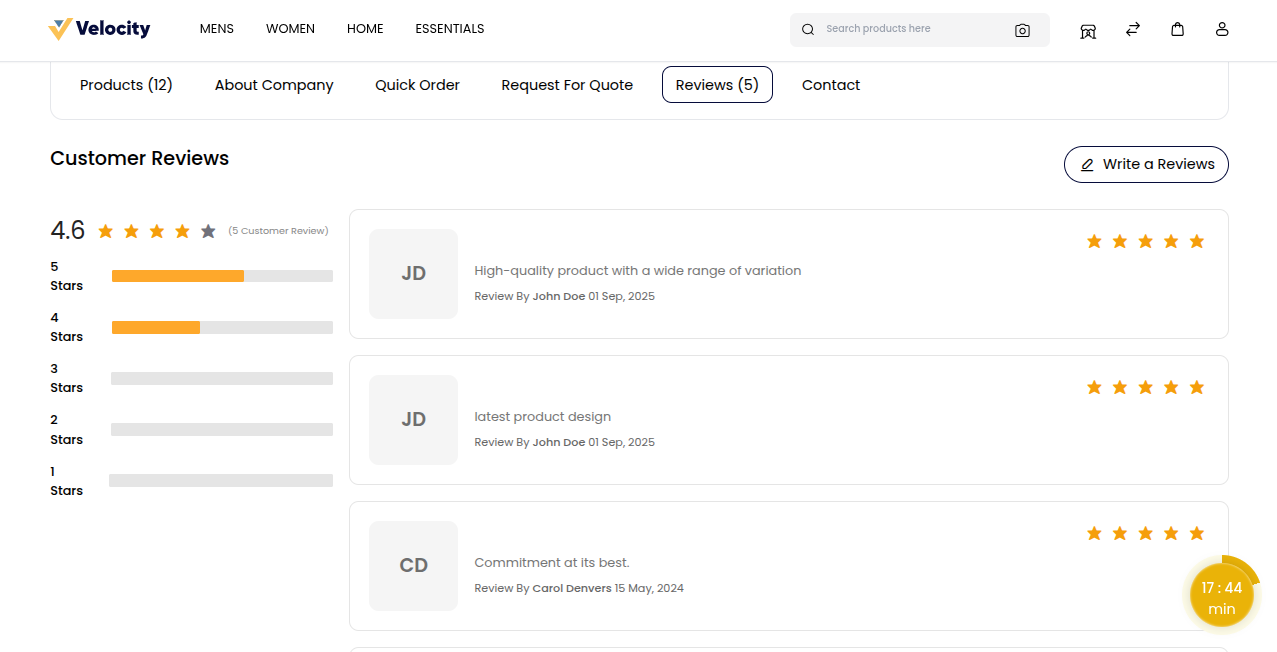 Velocity
MENS WOMEN HOME ESSENTIALS
Search products here
Products (12) About Company Quick Order Request For Quote Reviews (5) Contact
Customer Reviews
Write a Reviews
4.6 (5 Customer Review)
5
Stars
4
Stars
3
Stars
2
Stars
1
Stars
JD
High-quality product with a wide range of variation
Review By John Doe 01 Sep, 2025
JD
latest product design
Review By John Doe 01 Sep, 2025
CD
Commitment at its best.
Review By Carol Denvers 15 May, 2024
17 : 44
min